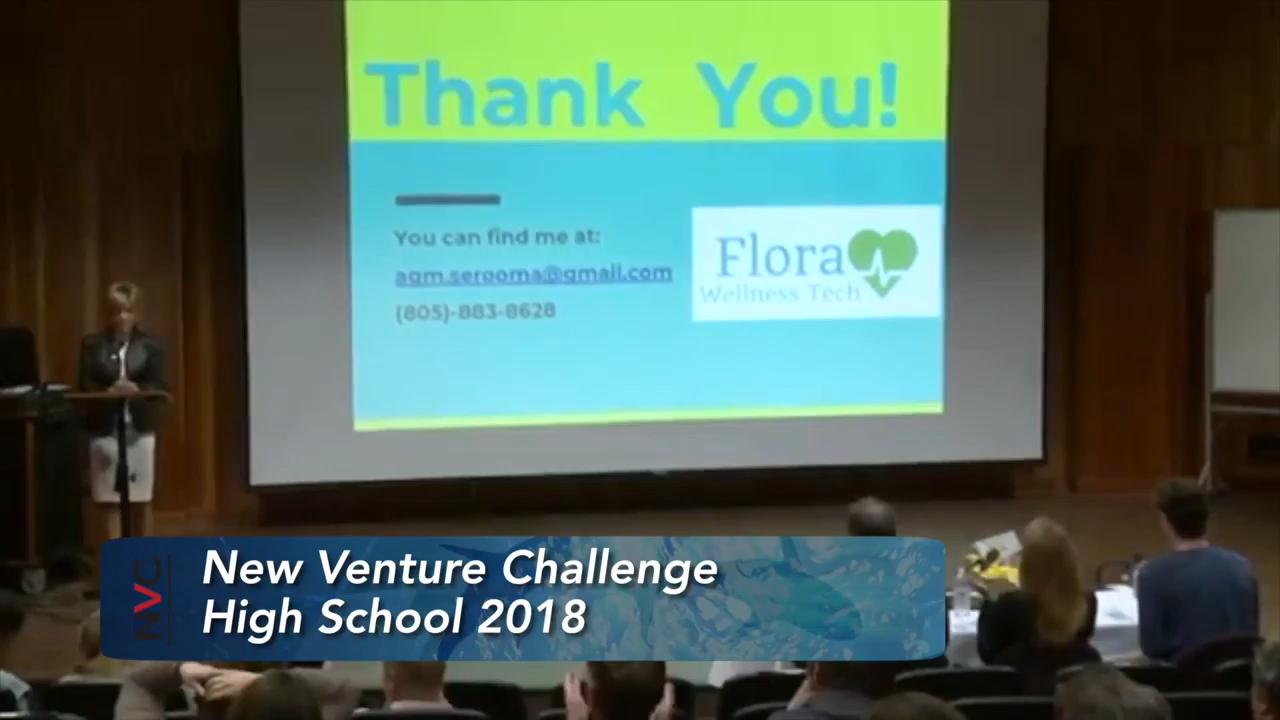 Thank You!
You can find me at:
agm.serooma@gmail.com
(805)-883-8628
Flora
Wellness Tech
NVC
New Venture Challenge
High School 2018